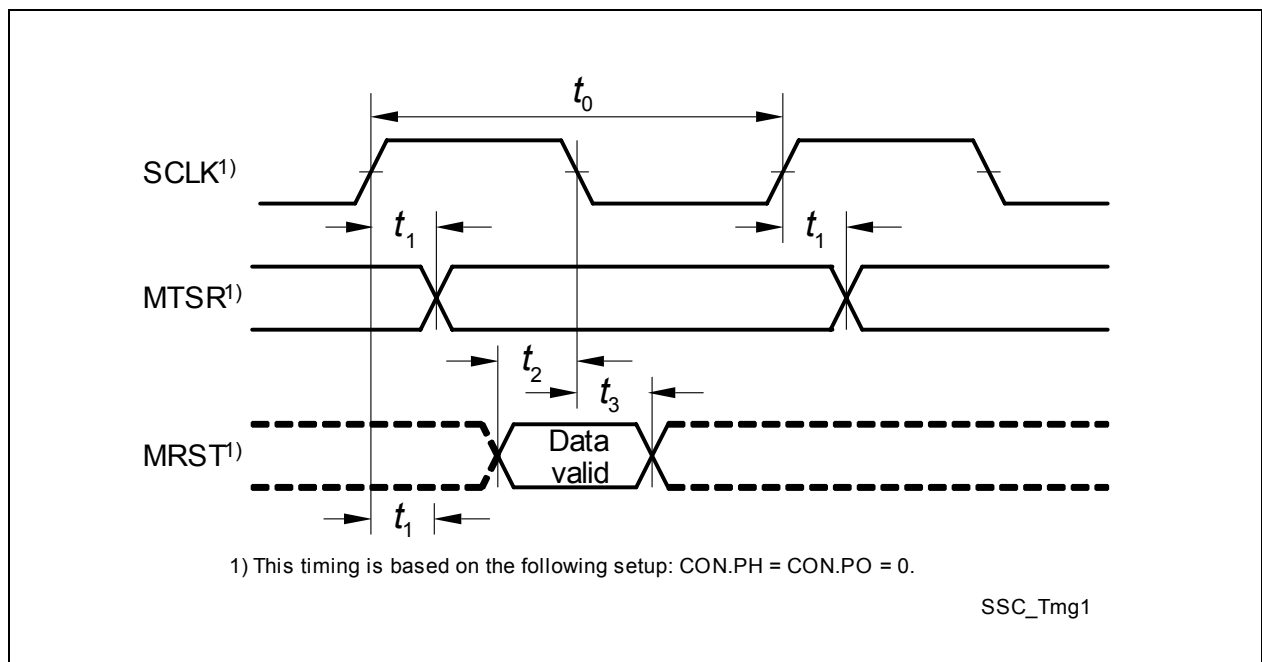 t0
SCLK1)
t1 t1
MTSR1)
t2
t3
MRST1) Data
valid
t1
1) This timing is based on the following setup: CON.PH = CON.PO = 0.
SSC_Tmg1